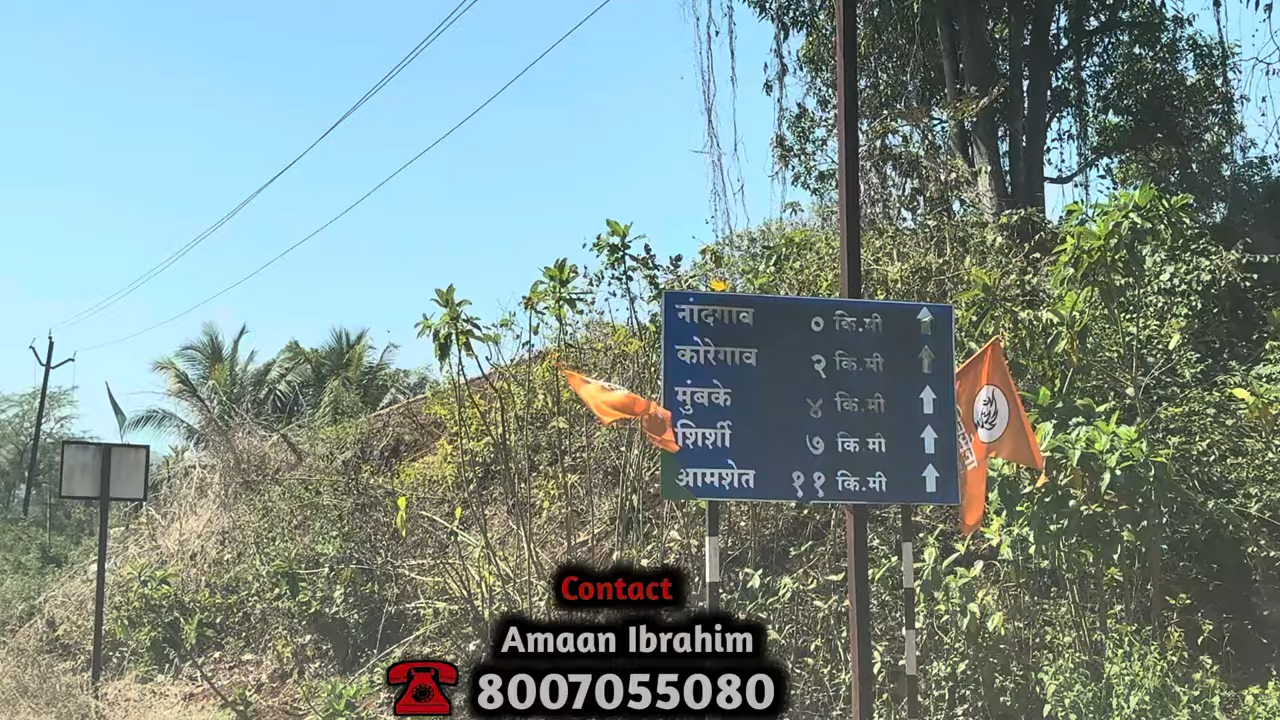 नांदगाव ० कि.मी
कोरेगाव २ कि.मी
मुंबके ४ कि.मी
शिर्शी ७ कि मी
आमशेत ११ कि.मी
Contact
Amaan Ibrahim
8007055080